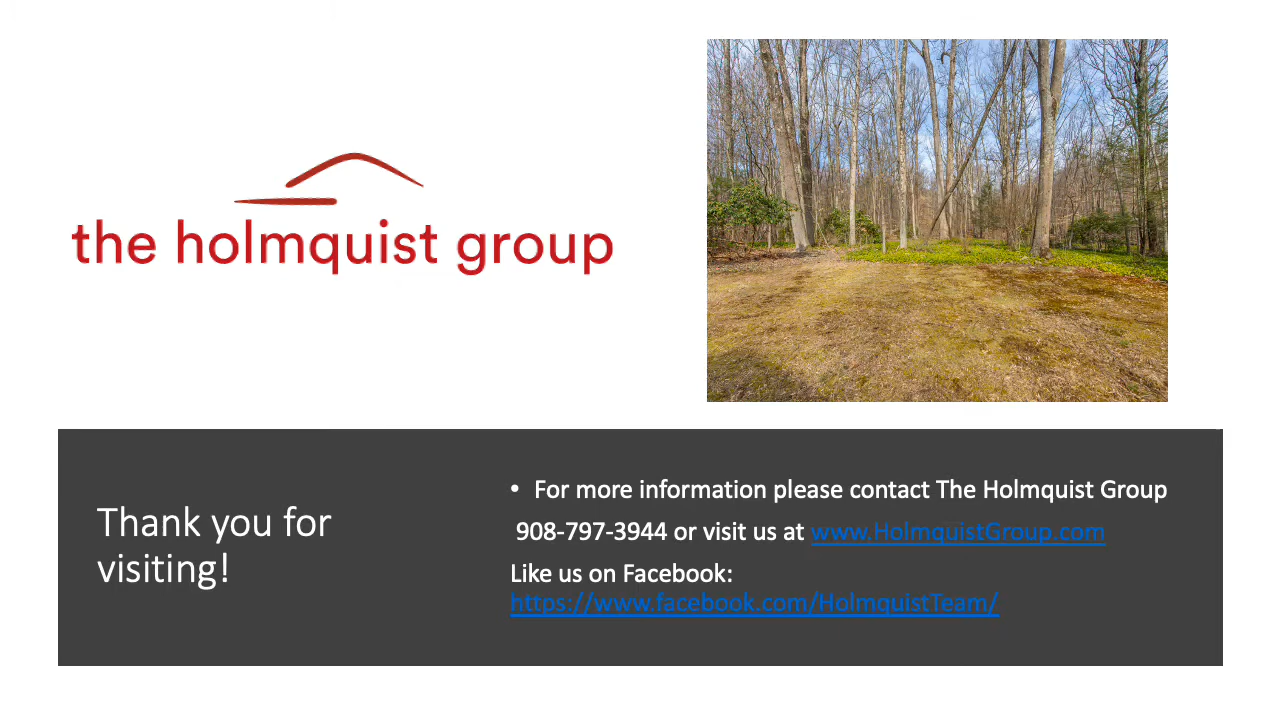 the holmquist group
Thank you for
visiting!
• For more information please contact The Holmquist Group
908-797-3944 or visit us at www.HolmquistGroup.com
Like us on Facebook:
https://www.facebook.com/HolmquistTeam/